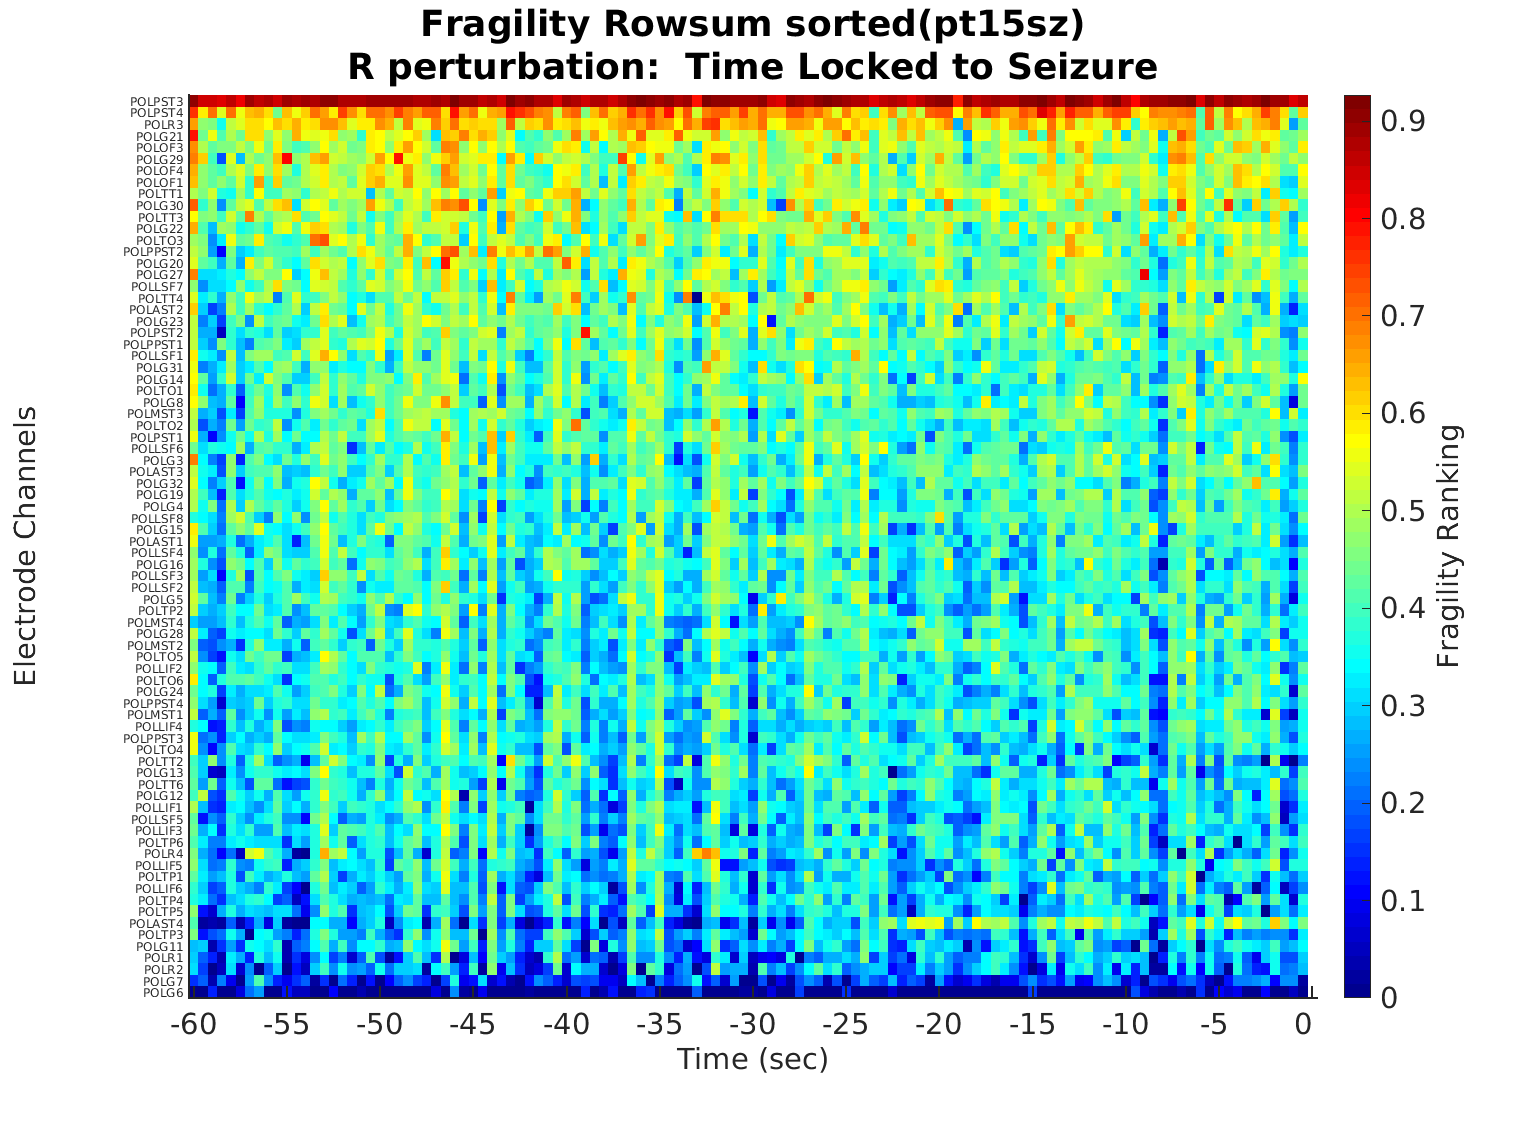 Fragility Rowsum sorted(pt15sz)
R perturbation: Time Locked to Seizure
Electrode Channels
POLPST3
POLPST4
POLR3
POLG21
POLOF3
POLG29
POLOF4
POLOF1
POLTT1
POLG30
POLTT3
POLG22
POLTO3
POLPPST2
POLG20
POLG27
POLLSF7
POLTT4
POLAST2
POLG23
POLPST2
POLPPST1
POLLSF1
POLG31
POLG14
POLTO1
POLG8
POLMST3
POLTO2
POLPST1
POLLSF6
POLG3
POLAST3
POLG32
POLG19
POLG4
POLLSF8
POLG15
POLAST1
POLLSF4
POLG16
POLLSF3
POLLSF2
POLG5
POLTP2
POLMST4
POLG28
POLMST2
POLTO5
POLLIF2
POLTO6
POLG24
POLPPST4
POLMST1
POLLIF4
POLPPST3
POLTO4
POLTT2
POLG13
POLTT6
POLG12
POLLIF1
POLLSF5
POLLIF3
POLTP6
POLR4
POLLIF5
POLTP1
POLLIF6
POLTP4
POLTP5
POLAST4
POLTP3
POLG11
POLR1
POLR2
POLG7
POLG6
-60 -55 -50 -45 -40 -35 -30 -25 -20 -15 -10 -5 0
Time (sec)
0.9
0.8
0.7
0.6
0.5
0.4
0.3
0.2
0.1
0
Fragility Ranking